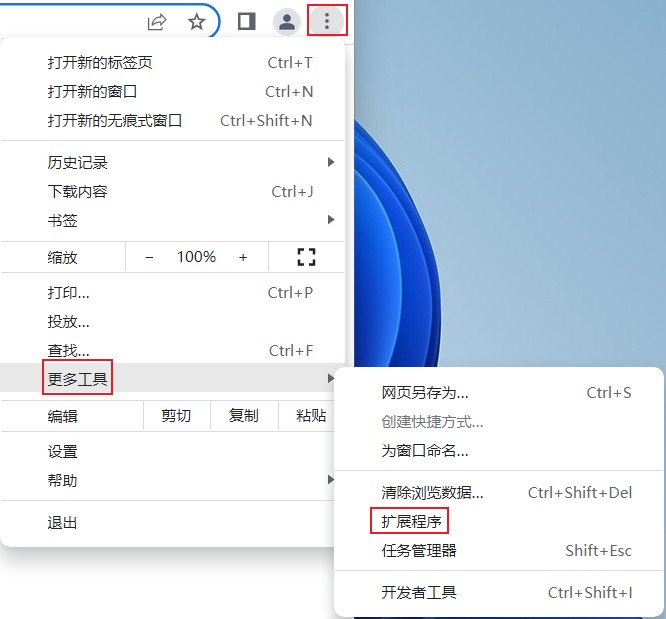 打开新的标签页 Ctrl+T
打开新的窗口 Ctrl+N
打开新的无痕式窗口 Ctrl+Shift+N
历史记录
下载内容 Ctrl+J
书签
缩放 − 100% +
打印... Ctrl+P
投放...
查找... Ctrl+F
更多工具
编辑 剪切 复制 粘贴
设置
帮助
退出
网页另存为... Ctrl+S
创建快捷方式...
为窗口命名...
清除浏览数据... Ctrl+Shift+Del
扩展程序
任务管理器 Shift+Esc
开发者工具 Ctrl+Shift+I